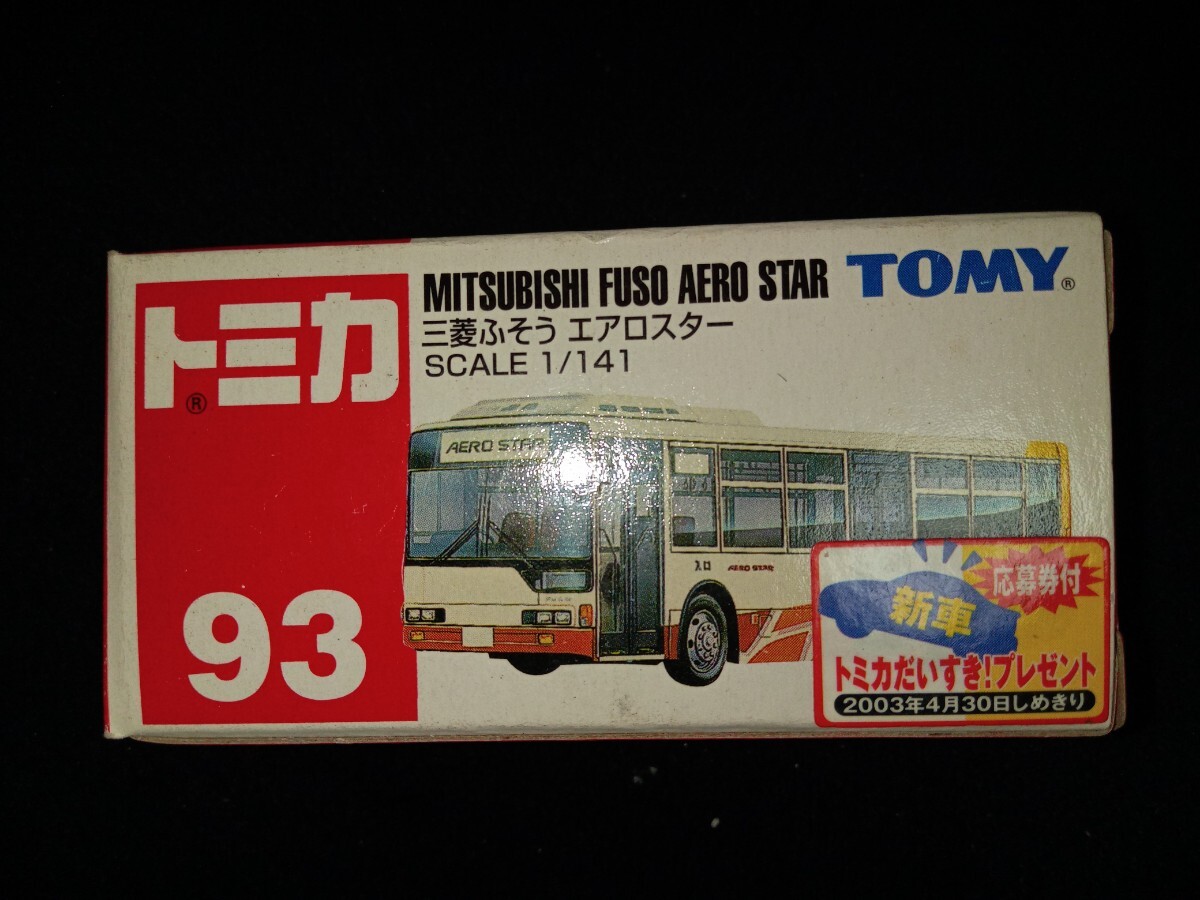 トミカ
®
93
MITSUBISHI FUSO AERO STAR
三菱ふそう エアロスター
SCALE 1/141
TOMY®
AERO STAR
入口
AERO STAR
応募券付
新車
トミカだいすき!プレゼント
2003年4月30日しめきり